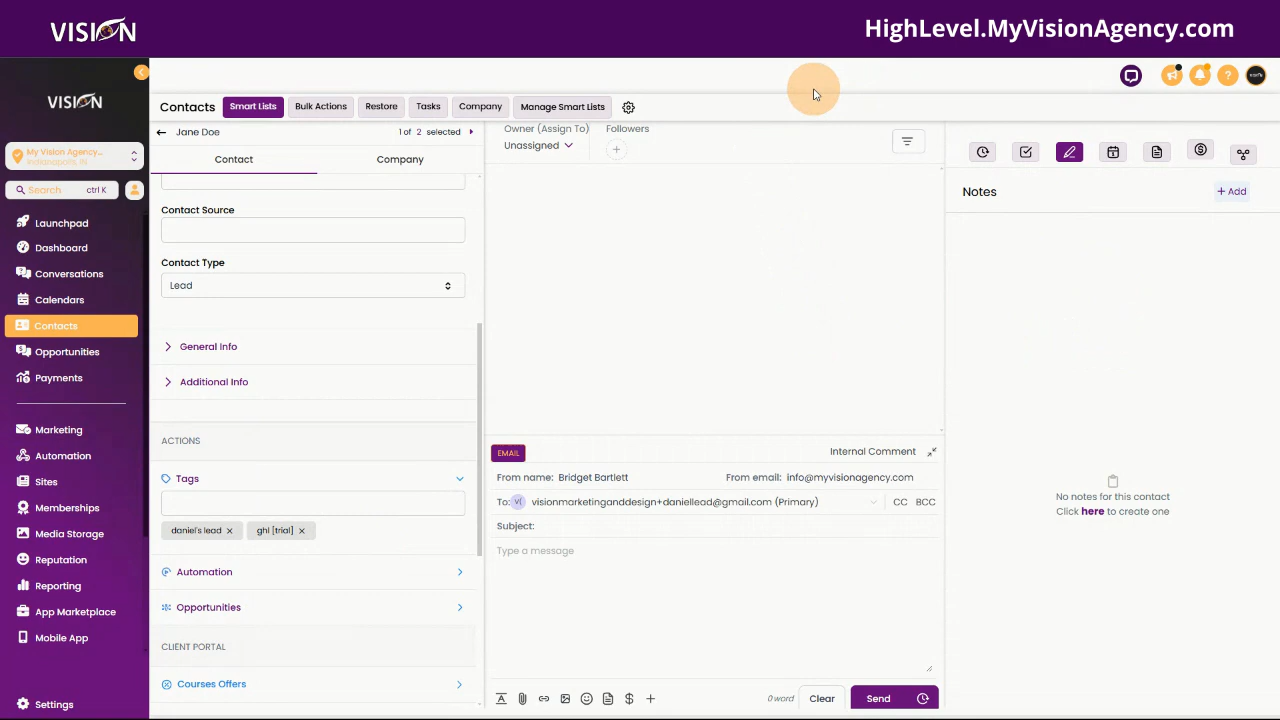 VISION
HighLevel.MyVisionAgency.com
VISION
My Vision Agency...
Indianapolis, IN
Search ctrl K
Launchpad
Dashboard
Conversations
Calendars
Contacts
Opportunities
Payments
Marketing
Automation
Sites
Memberships
Media Storage
Reputation
Reporting
App Marketplace
Mobile App
Settings
Contacts Smart Lists Bulk Actions Restore Tasks Company Manage Smart Lists
Jane Doe 1 of 2 selected
Contact Company
Contact Source
Contact Type
Lead
General Info
Additional Info
ACTIONS
Tags
daniel's lead × ghl [trial] ×
Automation
Opportunities
CLIENT PORTAL
Courses Offers
Owner (Assign To) Followers
Unassigned
EMAIL Internal Comment
From name: Bridget Bartlett From email: info@myvisionagency.com
To: V( visionmarketinganddesign+daniellead@gmail.com (Primary) CC BCC
Subject:
Type a message
0 word Clear Send
Notes + Add
No notes for this contact
Click here to create one